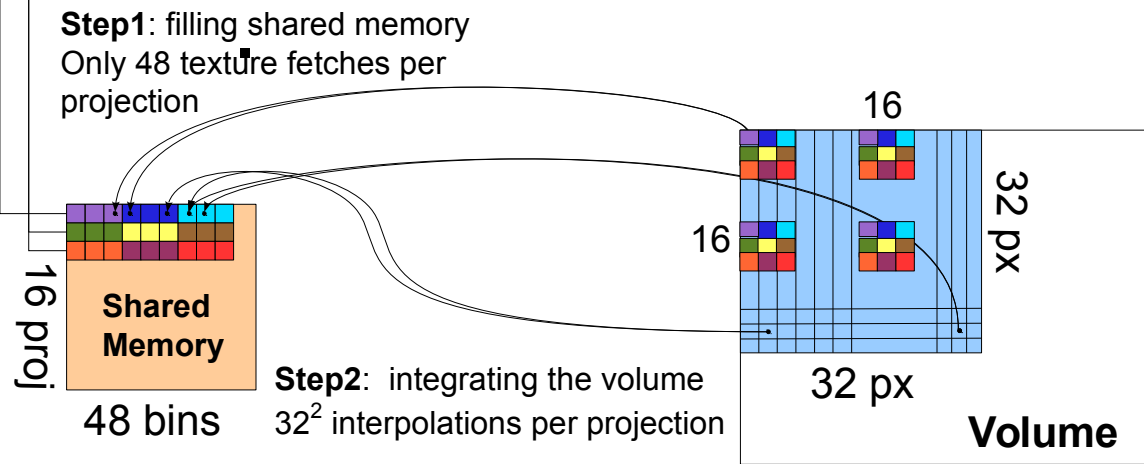 Step1: filling shared memory
Only 48 texture fetches per
projection
16
32 px
16
16 proj
Shared
Memory
48 bins
Step2: integrating the volume
32² interpolations per projection
32 px
Volume